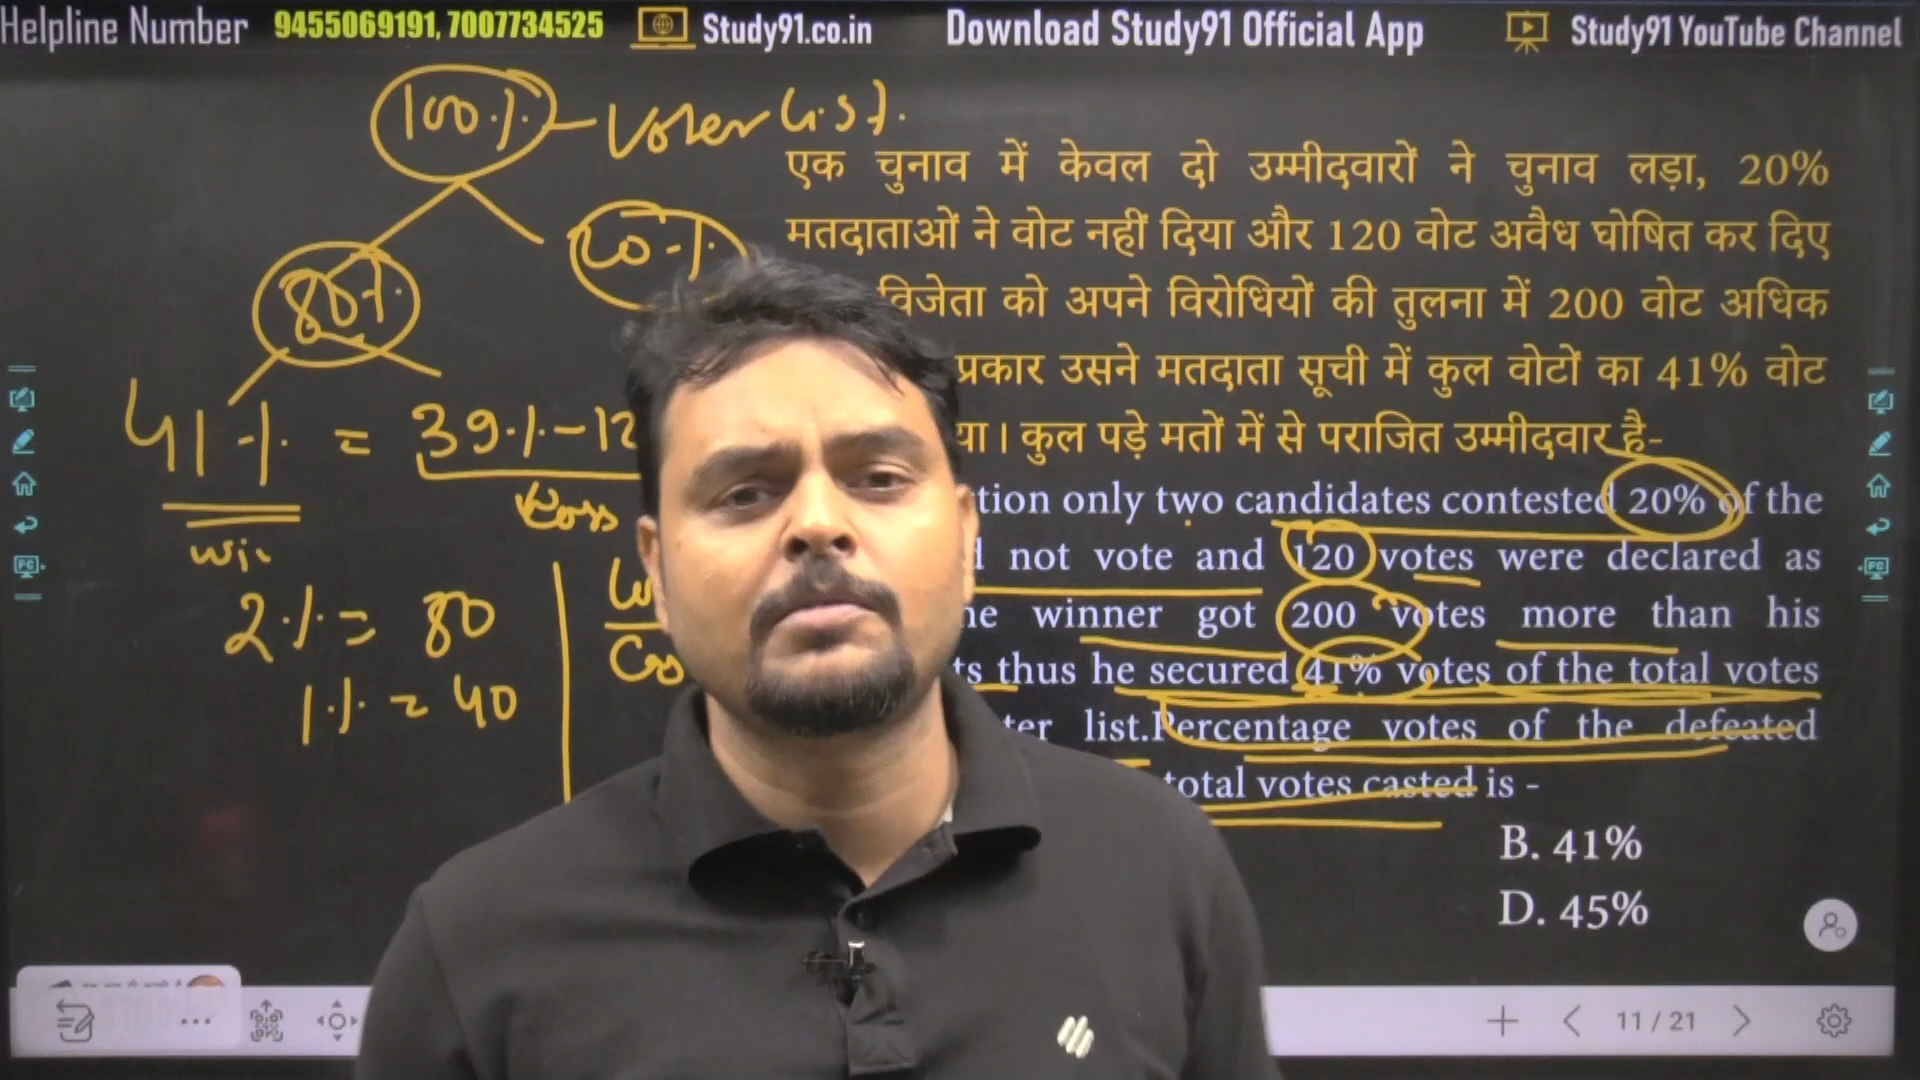 Helpline Number 9455069191, 7007734525 Study91.co.in Download Study91 Official App Study91 YouTube Channel
100% - Voter List.
एक चुनाव में केवल दो उम्मीदवारों ने चुनाव लड़ा, 20%
20%
मतदाताओं ने वोट नहीं दिया और 120 वोट अवैध घोषित कर दिए
80%
विजेता को अपने विरोधियों की तुलना में 200 वोट अधिक
प्रकार उसने मतदाता सूची में कुल वोटों का 41% वोट
41% = 39% - 12
कुल पड़े मतों में से पराजित उम्मीदवार है-
Loss
win
only two candidates contested 20% of the
not vote and 120 votes were declared as
2% = 80
winner got 200 votes more than his
thus he secured 41% votes of the total votes
1% = 40
list.Percentage votes of the defeated
total votes casted is -
B. 41%
D. 45%
11 / 21